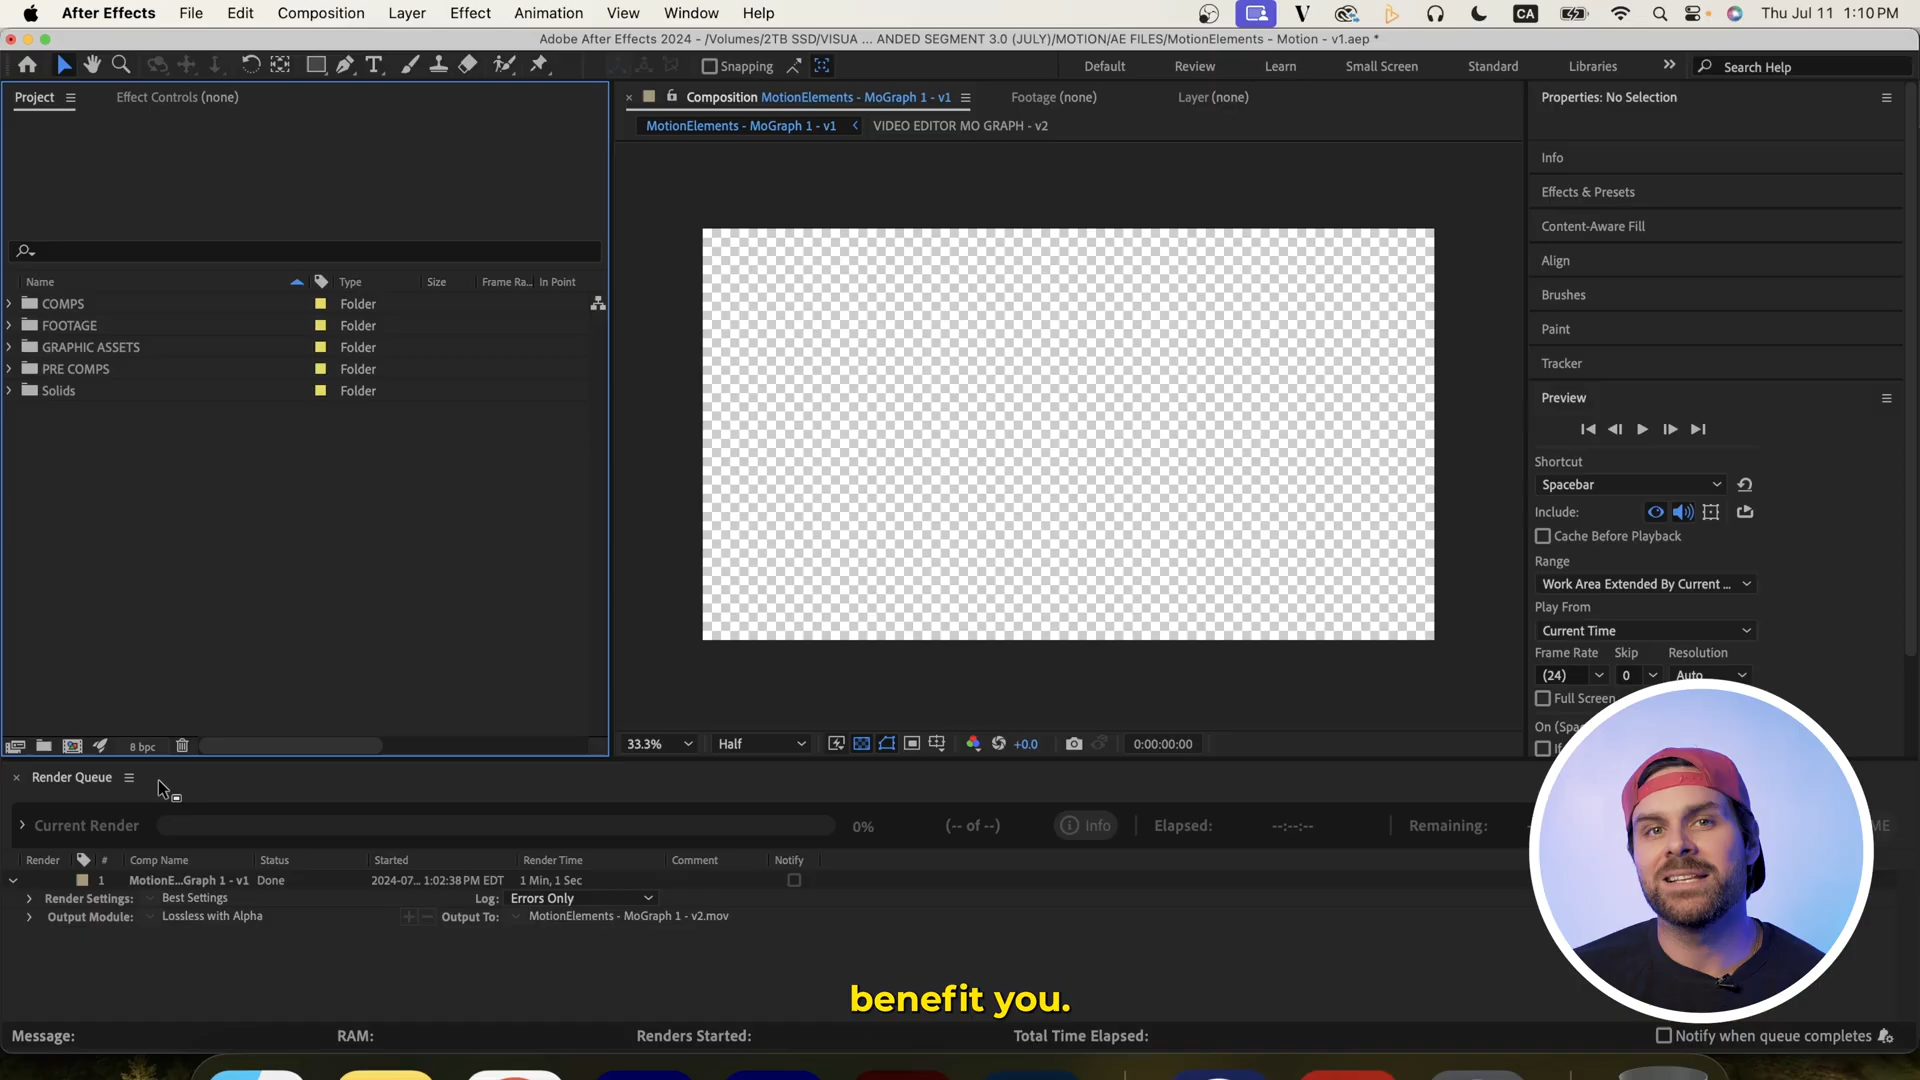 After Effects File Edit Composition Layer Effect Animation View Window Help CA Thu Jul 11 1:10 PM
Adobe After Effects 2024 - /Volumes/2TB SSD/VISUA ... ANDED SEGMENT 3.0 (JULY)/MOTION/AE FILES/MotionElements - Motion - v1.aep *
Snapping Default Review Learn Small Screen Standard Libraries Search Help
Project Effect Controls (none) Composition MotionElements - MoGraph 1 - v1 Footage (none) Layer (none) Properties: No Selection
MotionElements - MoGraph 1 - v1 VIDEO EDITOR MO GRAPH - v2
Info
Effects & Presets
Content-Aware Fill
Align
Brushes
Paint
Tracker
Preview
Name Type Size Frame Ra... In Point
COMPS Folder
FOOTAGE Folder
GRAPHIC ASSETS Folder
PRE COMPS Folder
Solids Folder
Shortcut
Spacebar
Include:
Cache Before Playback
Range
Work Area Extended By Current ...
Play From
Current Time
Frame Rate Skip Resolution
(24) 0 Auto
Full Screen
On (Spa
8 bpc 33.3% Half +0.0 0:00:00:00
Render Queue
Current Render 0% (-- of --) Info Elapsed: --:--:-- Remaining: ME
Render # Comp Name Status Started Render Time Comment Notify
1 MotionE...Graph 1 - v1 Done 2024-07... 1:02:38 PM EDT 1 Min, 1 Sec
Render Settings: Best Settings Log: Errors Only
Output Module: Lossless with Alpha Output To: MotionElements - MoGraph 1 - v2.mov
benefit you.
Message: RAM: Renders Started: Total Time Elapsed: Notify when queue completes